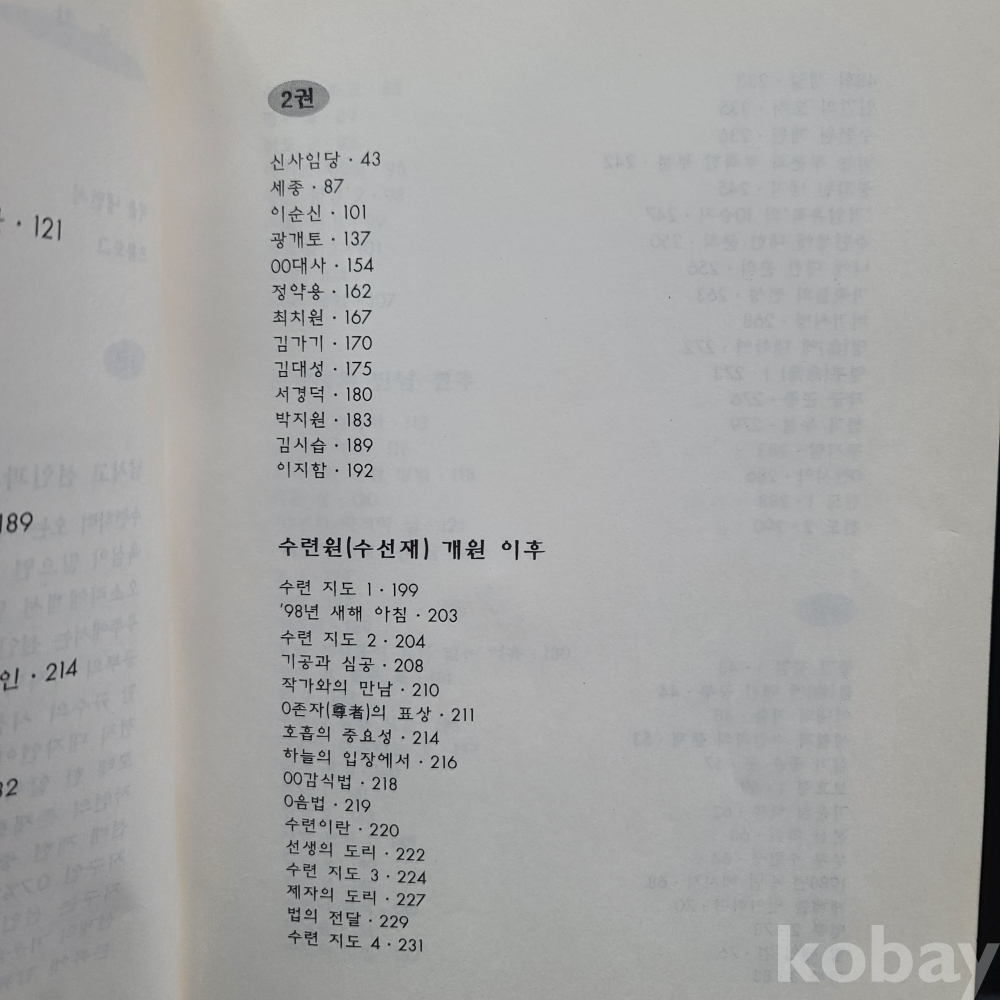 · 121
189
인 · 214
32
2권
신사임당 · 43
세종 · 87
이순신 · 101
광개토 · 137
00대사 · 154
정약용 · 162
최치원 · 167
김가기 · 170
김대성 · 175
서경덕 · 180
박지원 · 183
김시습 · 189
이지함 · 192
수련원(수선재) 개원 이후
수련 지도 1 · 199
'98년 새해 아침 · 203
수련 지도 2 · 204
기공과 심공 · 208
작가와의 만남 · 210
0존자(尊者)의 표상 · 211
호흡의 중요성 · 214
하늘의 입장에서 · 216
00감식법 · 218
0음법 · 219
수련이란 · 220
선생의 도리 · 222
수련 지도 3 · 224
제자의 도리 · 227
법의 전달 · 229
수련 지도 4 · 231
kobay